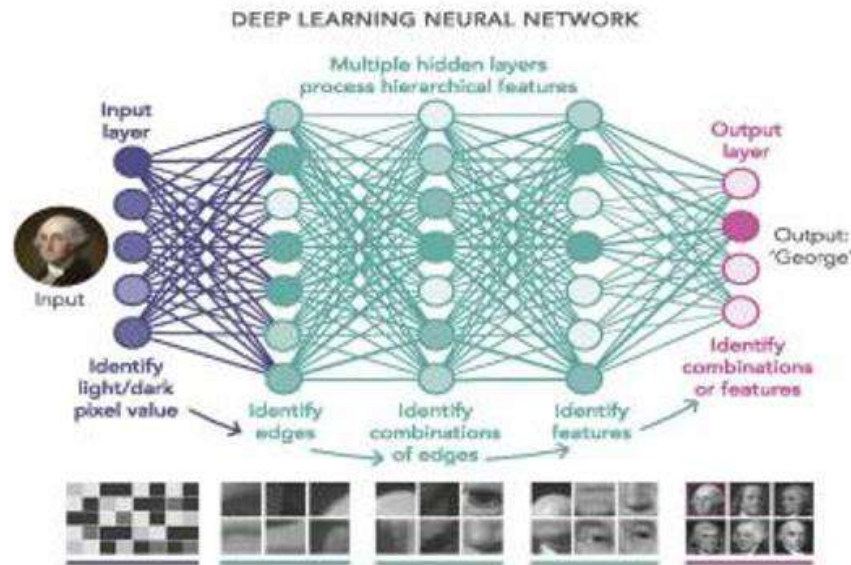 DEEP LEARNING NEURAL NETWORK
Multiple hidden layers
process hierarchical features
Input
layer
Output
layer
Input
Output:
'George'
Identify
light/dark
pixel value
Identify
edges
Identify
combinations
of edges
Identify
features
Identify
combinations
or features